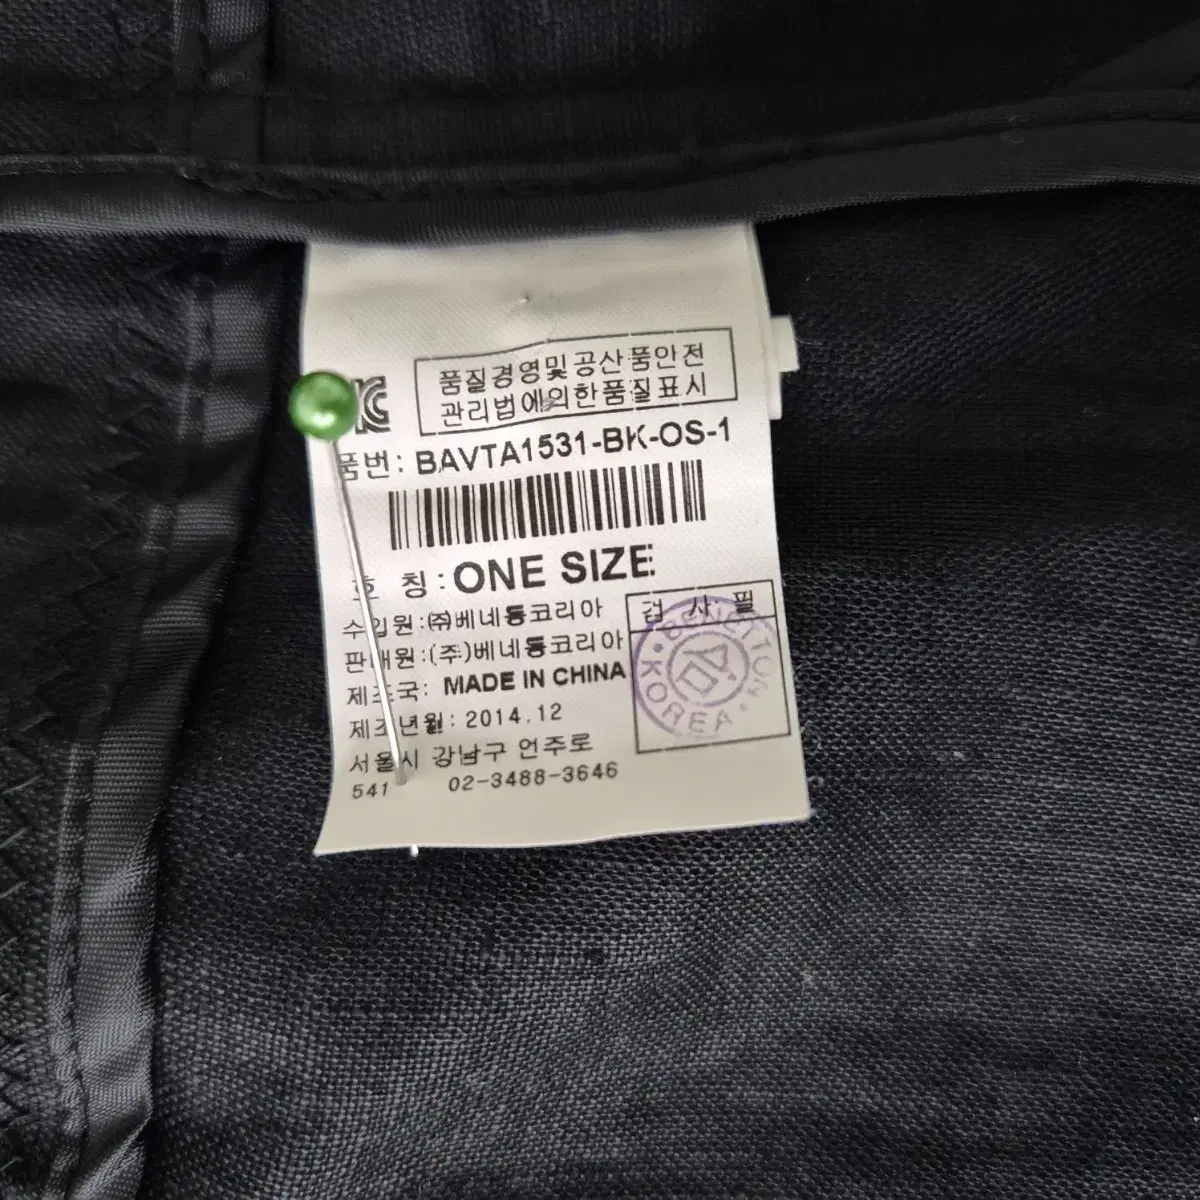 품질경영및공산품안전
관리법에의한품질표시
품번: BAVTA1531-BK-OS-1
호 칭: ONE SIZE
수입원:(주)베네통코리아
판매원:(주)베네통코리아
제조국: MADE IN CHINA
제조년월: 2014.12
서울시 강남구 언주로
541 02-3488-3646
검 사 필
BENETTON KOREA